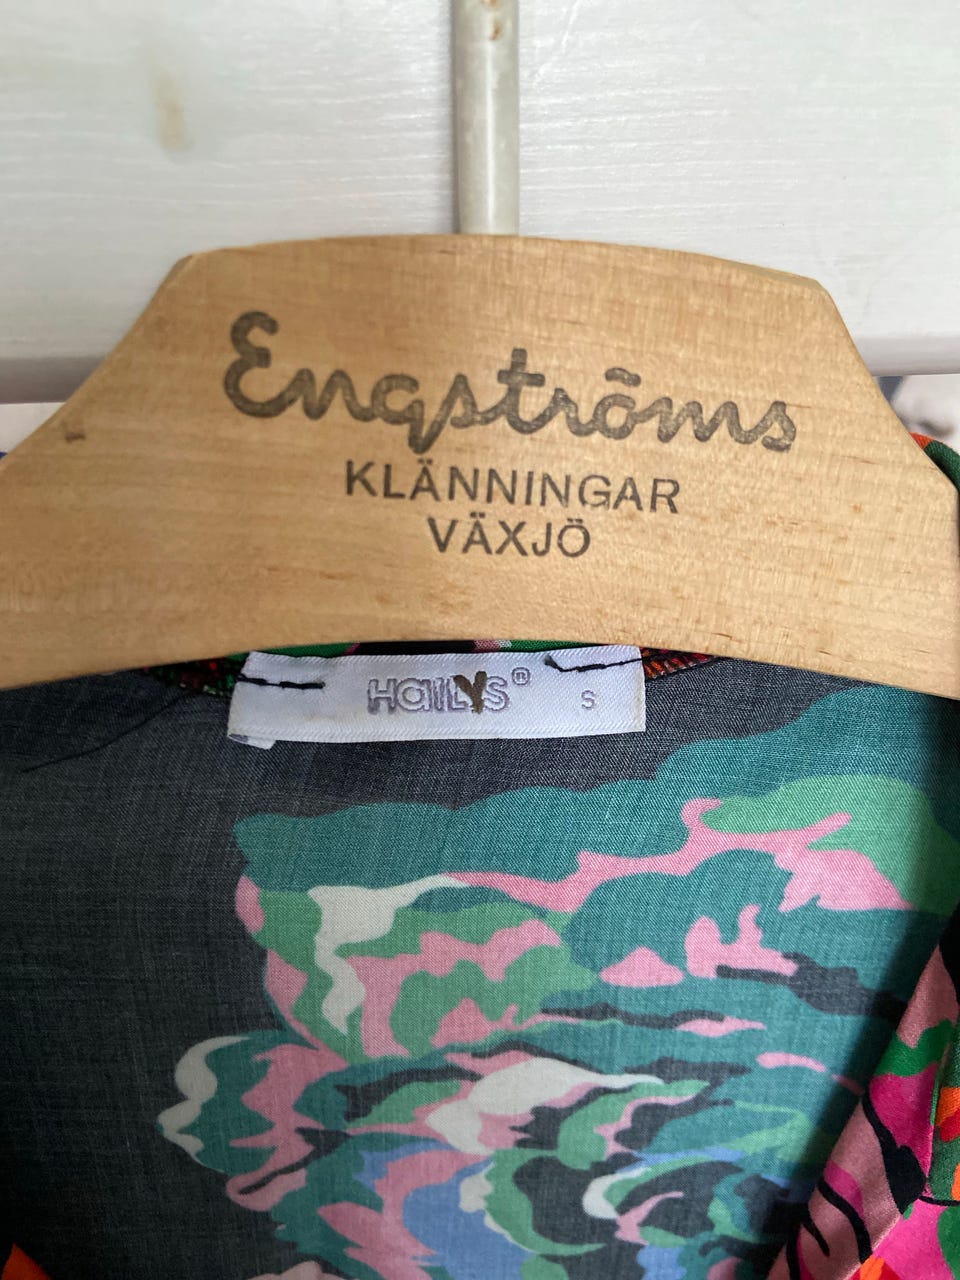 Engströms
KLÄNNINGAR
VÄXJÖ
HaILYS® S